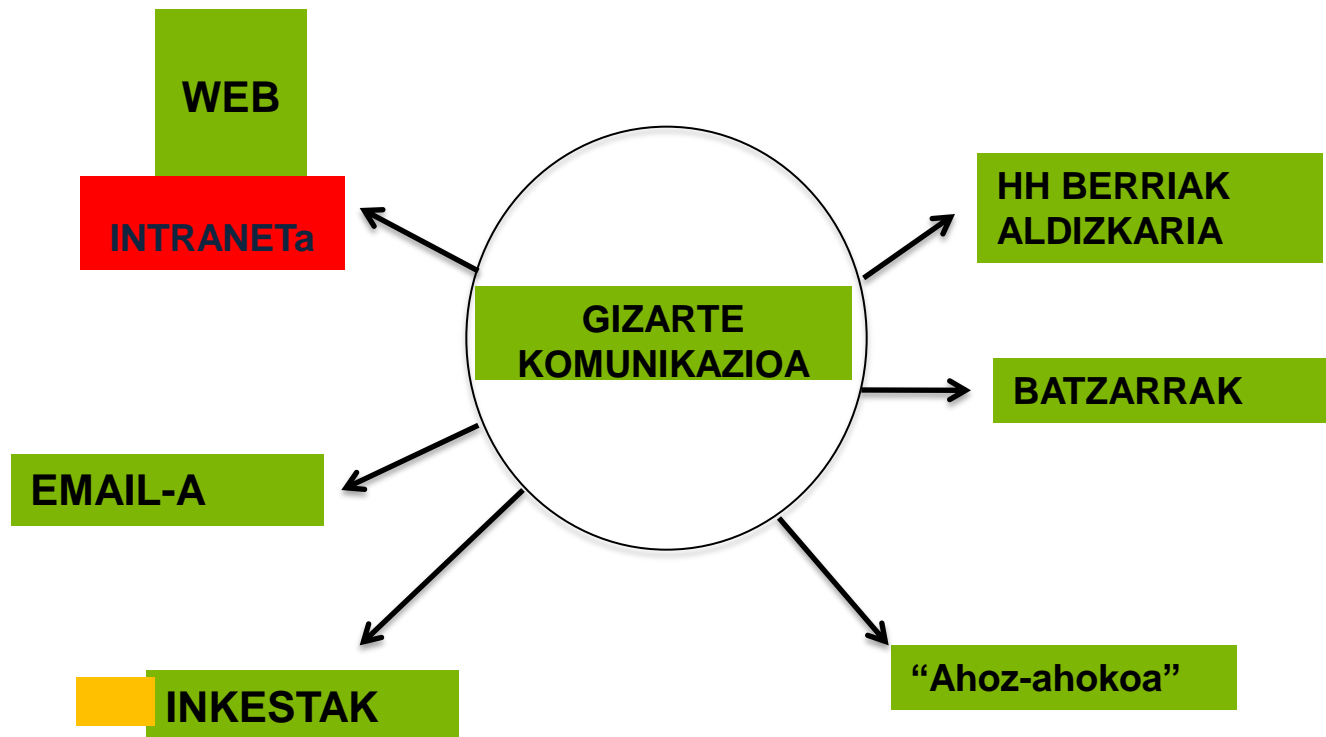 WEB
INTRANETa
HH BERRIAK
ALDIZKARIA
GIZARTE
KOMUNIKAZIOA
BATZARRAK
EMAIL-A
INKESTAK
“Ahoz-ahokoa”